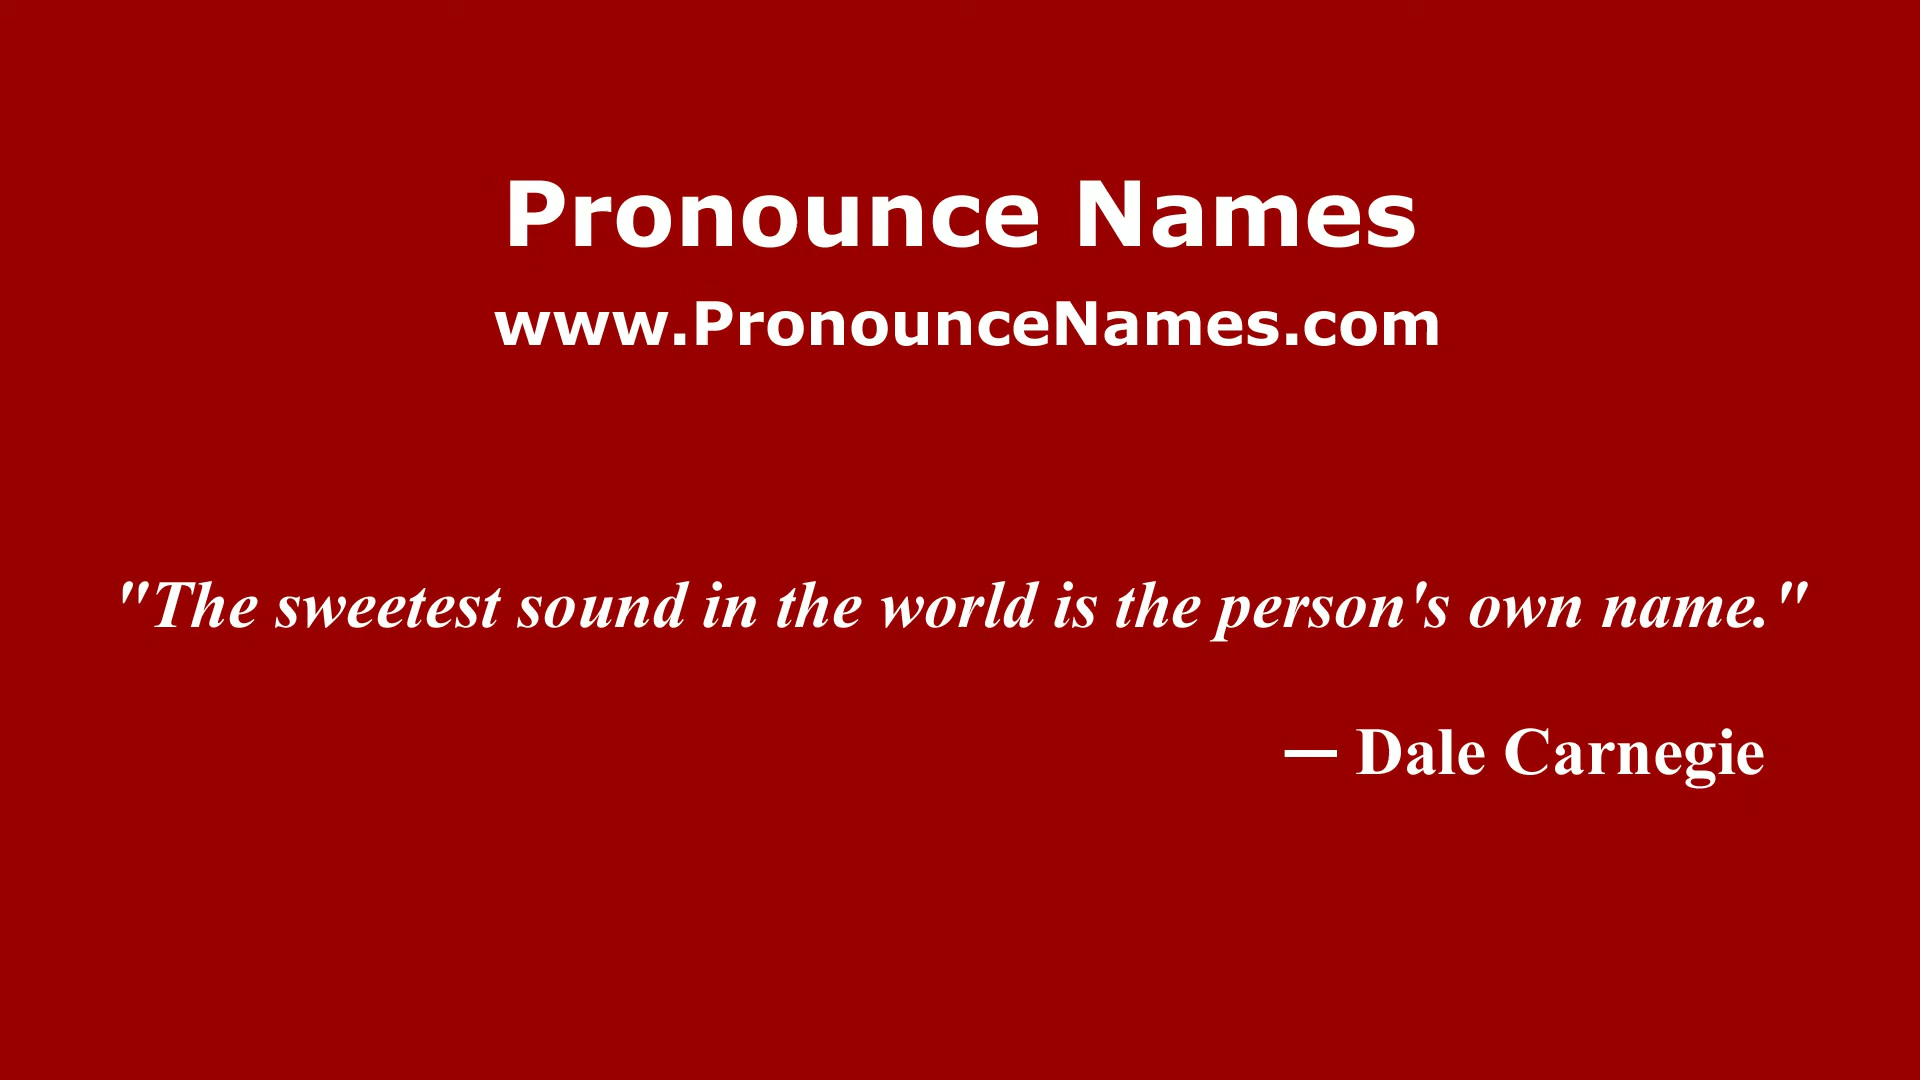 Pronounce Names
www.PronounceNames.com
"The sweetest sound in the world is the person's own name."
— Dale Carnegie